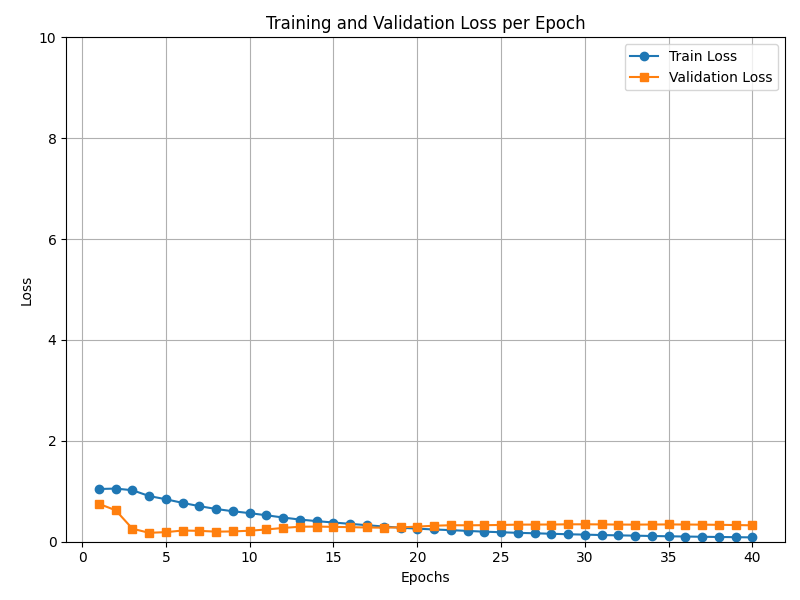 Training and Validation Loss per Epoch
10
8
6
4
2
0
Loss
Train Loss
Validation Loss
0 5 10 15 20 25 30 35 40
Epochs